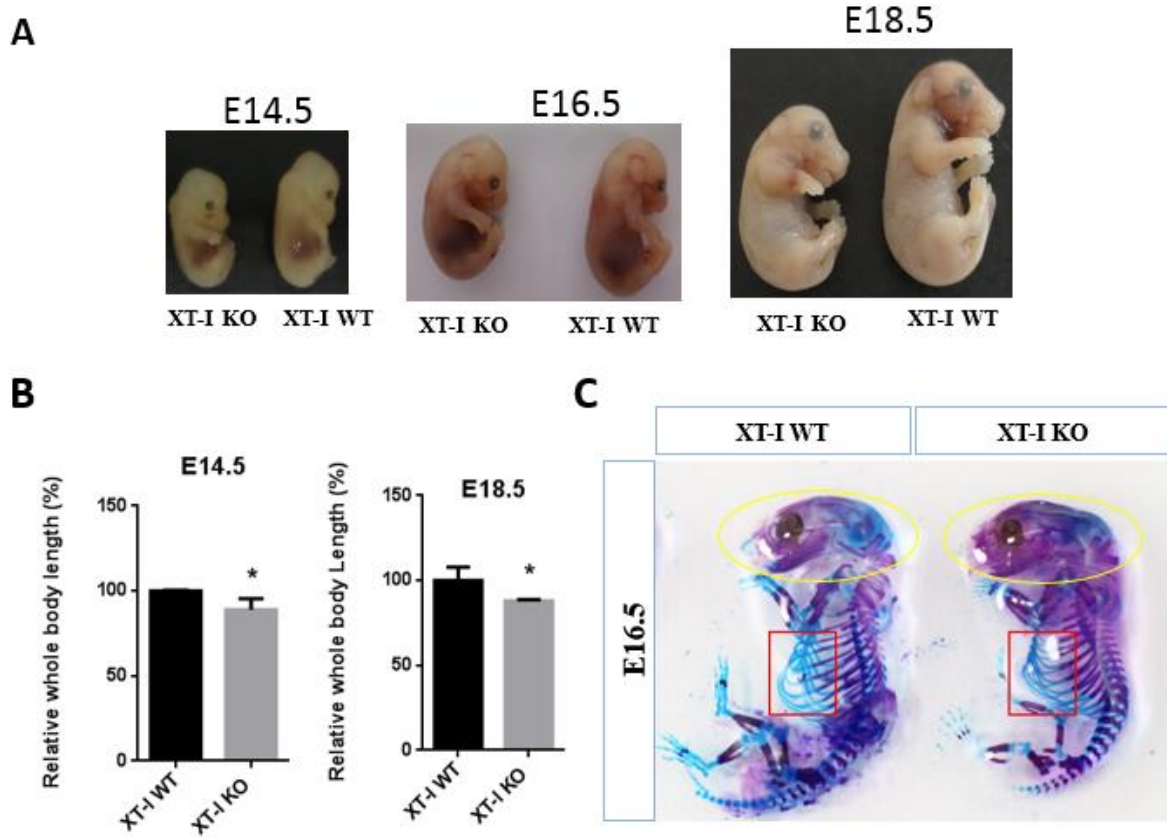 A
E14.5
E16.5
E18.5
XT-I KO
XT-I WT
XT-I KO
XT-I WT
XT-I KO
XT-I WT
B
Relative whole body length (%)
E14.5
150
100
50
0
*
XT-I WT
XT-I KO
Relative whole body Length (%)
E18.5
150
100
50
0
*
XT-I WT
XT-I KO
C
XT-I WT
XT-I KO
E16.5